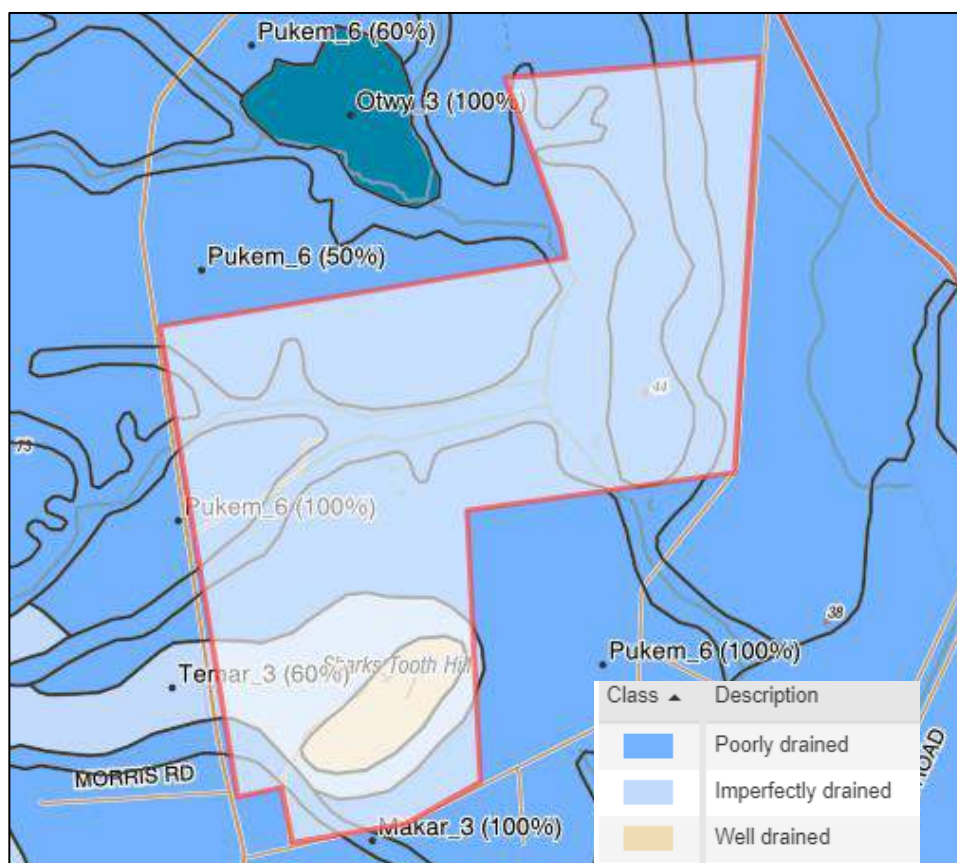 Pukem_6 (60%)
Otwy_3 (100%)
Pukem_6 (50%)
44
73
Pukem_6 (100%)
38
Pukem_6 (100%)
Sharks Tooth Hill
Temar_3 (60%)
MORRIS RD
Makar_3 (100%)
ROAD
Class Description
Poorly drained
Imperfectly drained
Well drained